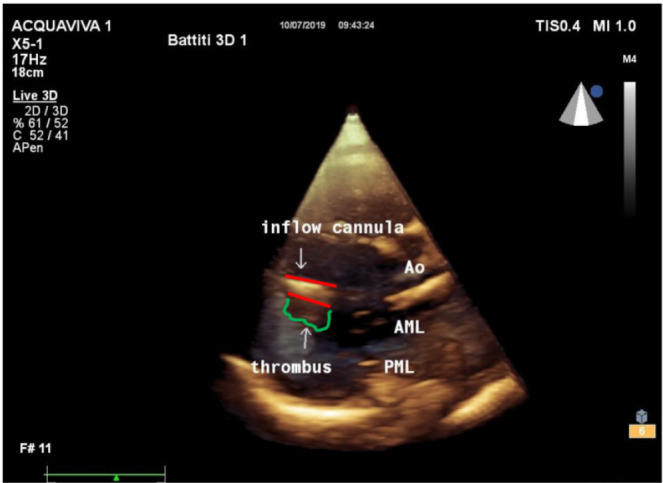 ACQUAVIVA 1
X5-1
17Hz
18cm
Live 3D
2D / 3D
% 61 / 52
C 52 / 41
APen
Battiti 3D 1
10/07/2019 09:43:24
TIS0.4 MI 1.0
M4
inflow cannula
Ao
AML
thrombus
PML
6
F# 11